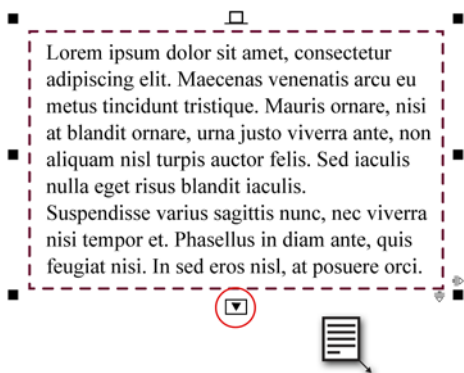 Lorem ipsum dolor sit amet, consectetur
adipiscing elit. Maecenas venenatis arcu eu
metus tincidunt tristique. Mauris ornare, nisi
at blandit ornare, urna justo viverra ante, non
aliquam nisl turpis auctor felis. Sed iaculis
nulla eget risus blandit iaculis.
Suspendisse varius sagittis nunc, nec viverra
nisi tempor et. Phasellus in diam ante, quis
feugiat nisi. In sed eros nisl, at posuere orci.